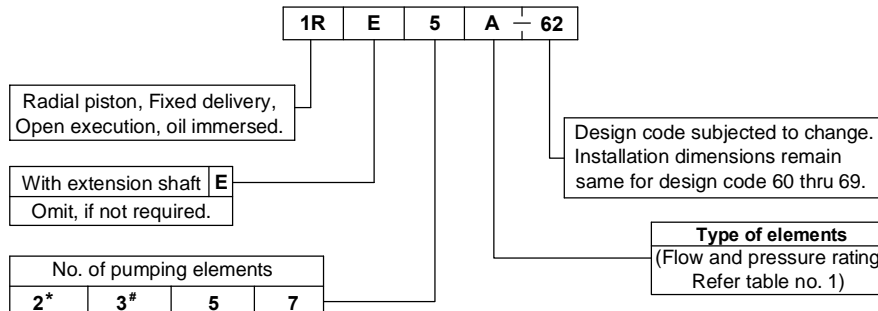 1R E 5 A – 62
Radial piston, Fixed delivery,
Open execution, oil immersed.
With extension shaft E
Omit, if not required.
No. of pumping elements
2* 3# 5 7
Design code subjected to change.
Installation dimensions remain
same for design code 60 thru 69.
Type of elements
(Flow and pressure rating
Refer table no. 1)